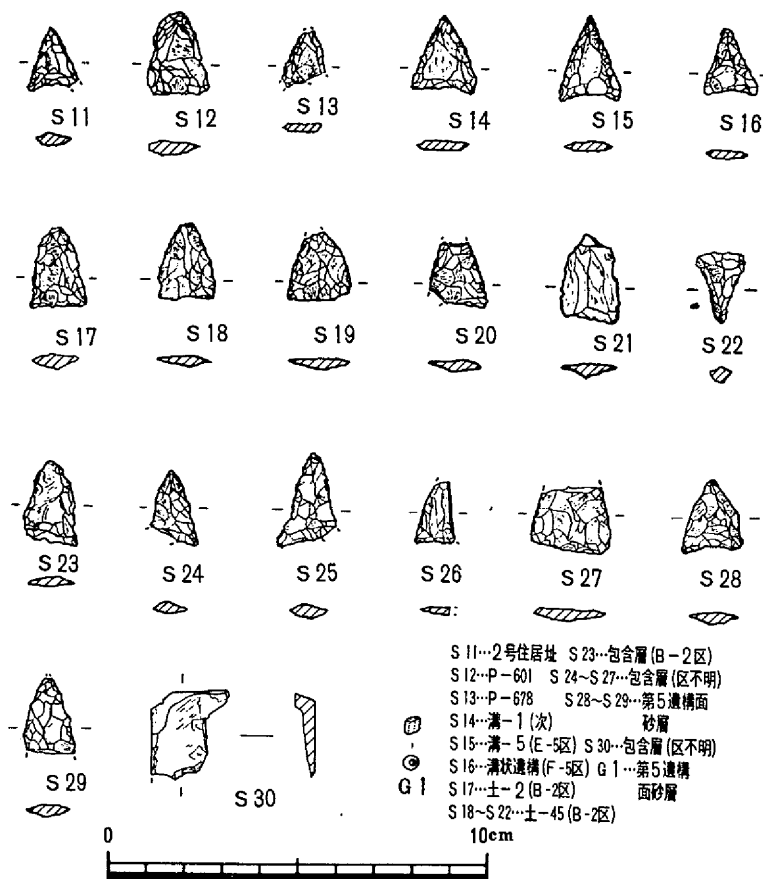 S 11 S 12 S 13 S 14 S 15 S 16
S 17 S 18 S 19 S 20 S 21 S 22
S 23 S 24 S 25 S 26 S 27 S 28
S 29 S 30 G 1
S 11…2号住居址 S 23…包含層(B-2区)
S 12…P-601 S 24~S 27…包含層(区不明)
S 13…P-678 S 28~S 29…第5遺構面
S 14…溝-1(次) 砂層
S 15…溝-5(E-5区) S 30…包含層(区不明)
S 16…溝状遺構(F-5区) G 1…第5遺構
S 17…土-2(B-2区) 面砂層
S 18~S 22…土-45(B-2区)
0 10cm